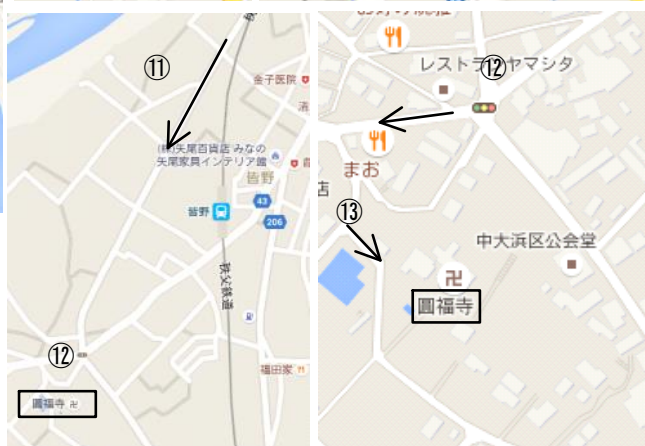 ⑪
金子医院
(株)矢尾百貨店 みなの
矢尾家具インテリア館
皆野
43
皆野
206
秩父鉄道
⑫
福田家
圓福寺 卍
レストランヤマシタ
⑫
まお
店
⑬
中大浜区公会堂
卍
圓福寺